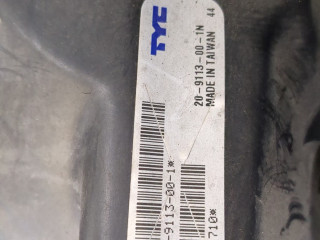 TYC
20-9113-00-1N
MADE IN TAIWAN
44
-9113-00-1*
710*